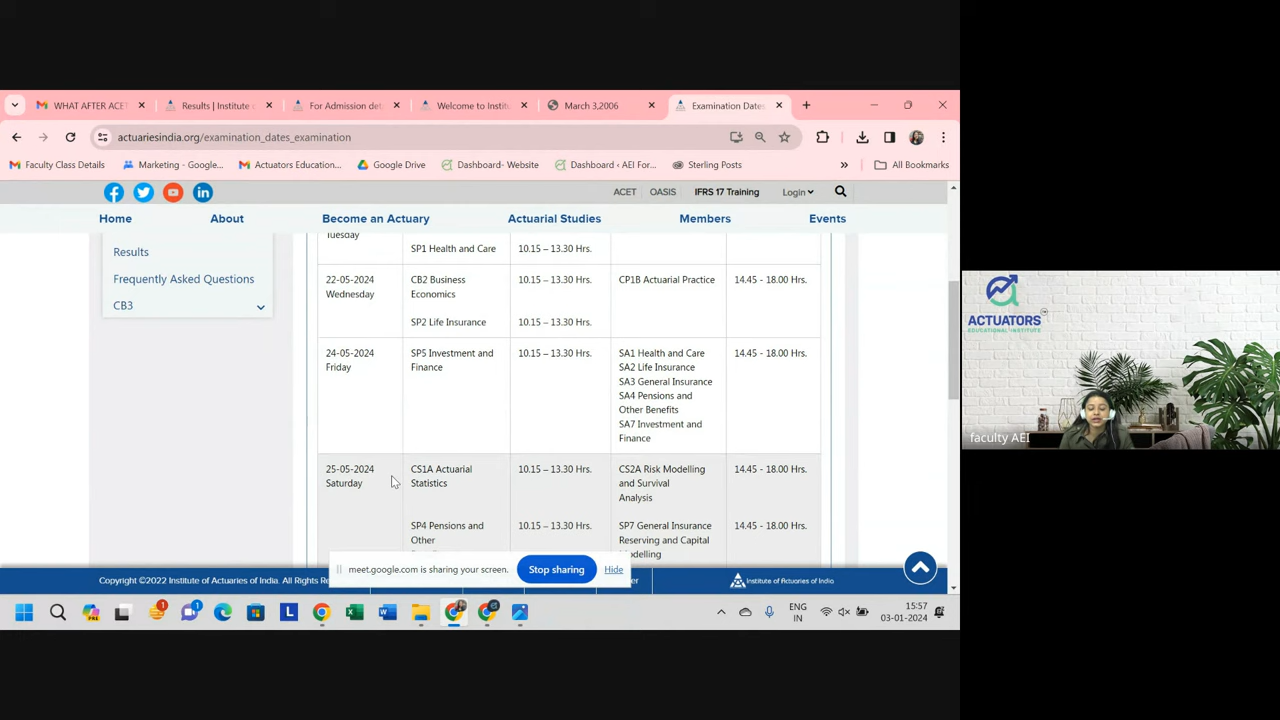 WHAT AFTER ACE
Results | Institute c
For Admission det
Welcome to Institu
March 3,2006
Examination Dates
actuariesindia.org/examination_dates_examination
Faculty Class Details
Marketing - Google...
Actuators Education...
Google Drive
Dashboard- Website
Dashboard ‹ AEI For...
Sterling Posts
»
All Bookmarks
ACET
OASIS
IFRS 17 Training
Login
Home
About
Become an Actuary
Actuarial Studies
Members
Events
Results
Frequently Asked Questions
CB3
Tuesday
SP1 Health and Care
10.15 – 13.30 Hrs.
22-05-2024
Wednesday
CB2 Business
Economics
10.15 – 13.30 Hrs.
CP1B Actuarial Practice
14.45 - 18.00 Hrs.
SP2 Life Insurance
10.15 – 13.30 Hrs.
24-05-2024
Friday
SP5 Investment and
Finance
10.15 – 13.30 Hrs.
SA1 Health and Care
SA2 Life Insurance
SA3 General Insurance
SA4 Pensions and
Other Benefits
SA7 Investment and
Finance
14.45 - 18.00 Hrs.
25-05-2024
Saturday
CS1A Actuarial
Statistics
10.15 – 13.30 Hrs.
CS2A Risk Modelling
and Survival
Analysis
14.45 - 18.00 Hrs.
SP4 Pensions and
Other
10.15 – 13.30 Hrs.
SP7 General Insurance
Reserving and Capital
Modelling
14.45 - 18.00 Hrs.
meet.google.com is sharing your screen.
Stop sharing
Hide
Copyright ©2022 Institute of Actuaries of India. All Rights Re
Institute of Actuaries of India
ENG
IN
15:57
03-01-2024
ACTUATORS
EDUCATIONAL INSTITUTE
faculty AEI